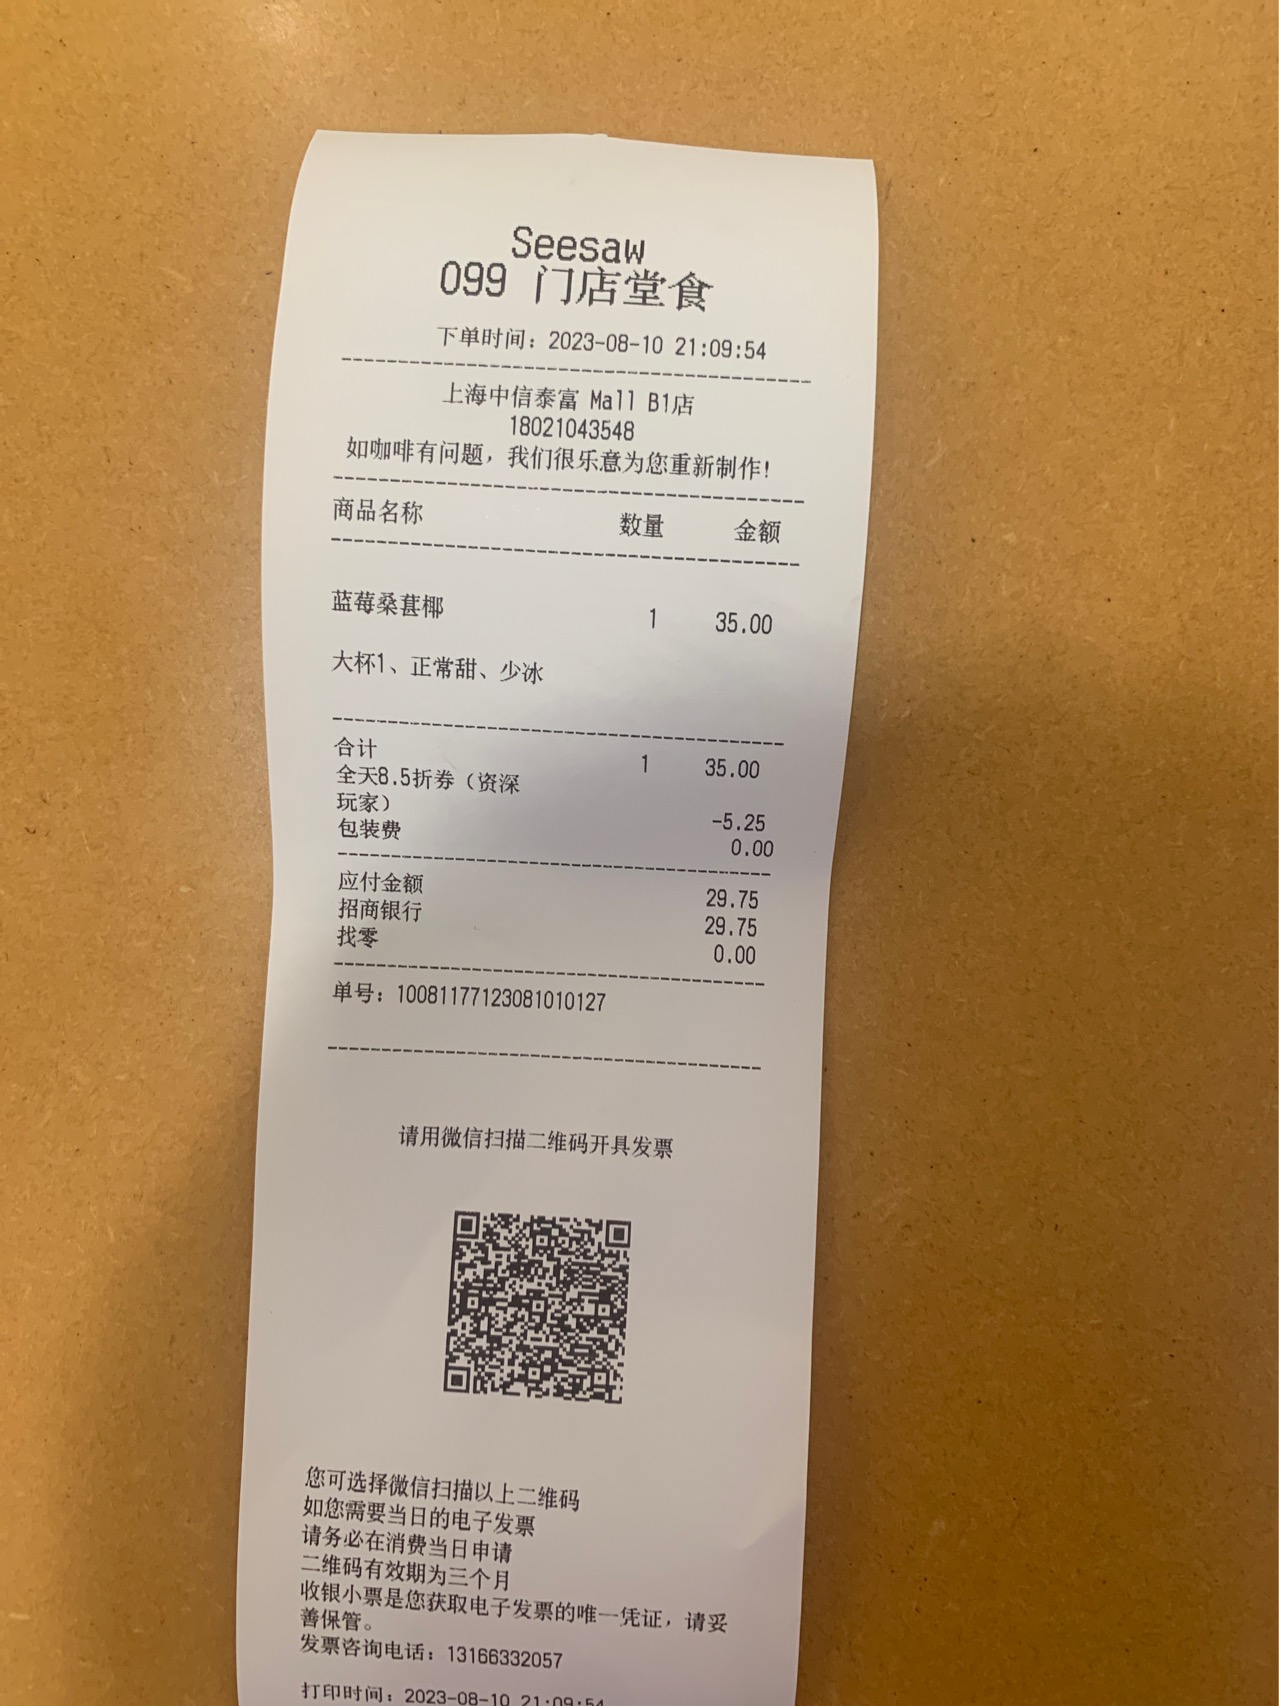 Seesaw
099 门店堂食
下单时间：2023-08-10 21:09:54
上海中信泰富 Mall B1店
18021043548
如咖啡有问题，我们很乐意为您重新制作!
商品名称 数量 金额
蓝莓桑葚椰 1 35.00
大杯1、正常甜、少冰
合计 1 35.00
全天8.5折券（资深
玩家） -5.25
包装费 0.00
应付金额 29.75
招商银行 29.75
找零 0.00
单号：10081177123081010127
请用微信扫描二维码开具发票
您可选择微信扫描以上二维码
如您需要当日的电子发票
请务必在消费当日申请
二维码有效期为三个月
收银小票是您获取电子发票的唯一凭证，请妥
善保管。
发票咨询电话：13166332057
打印时间：2023-08-10 21:09:54